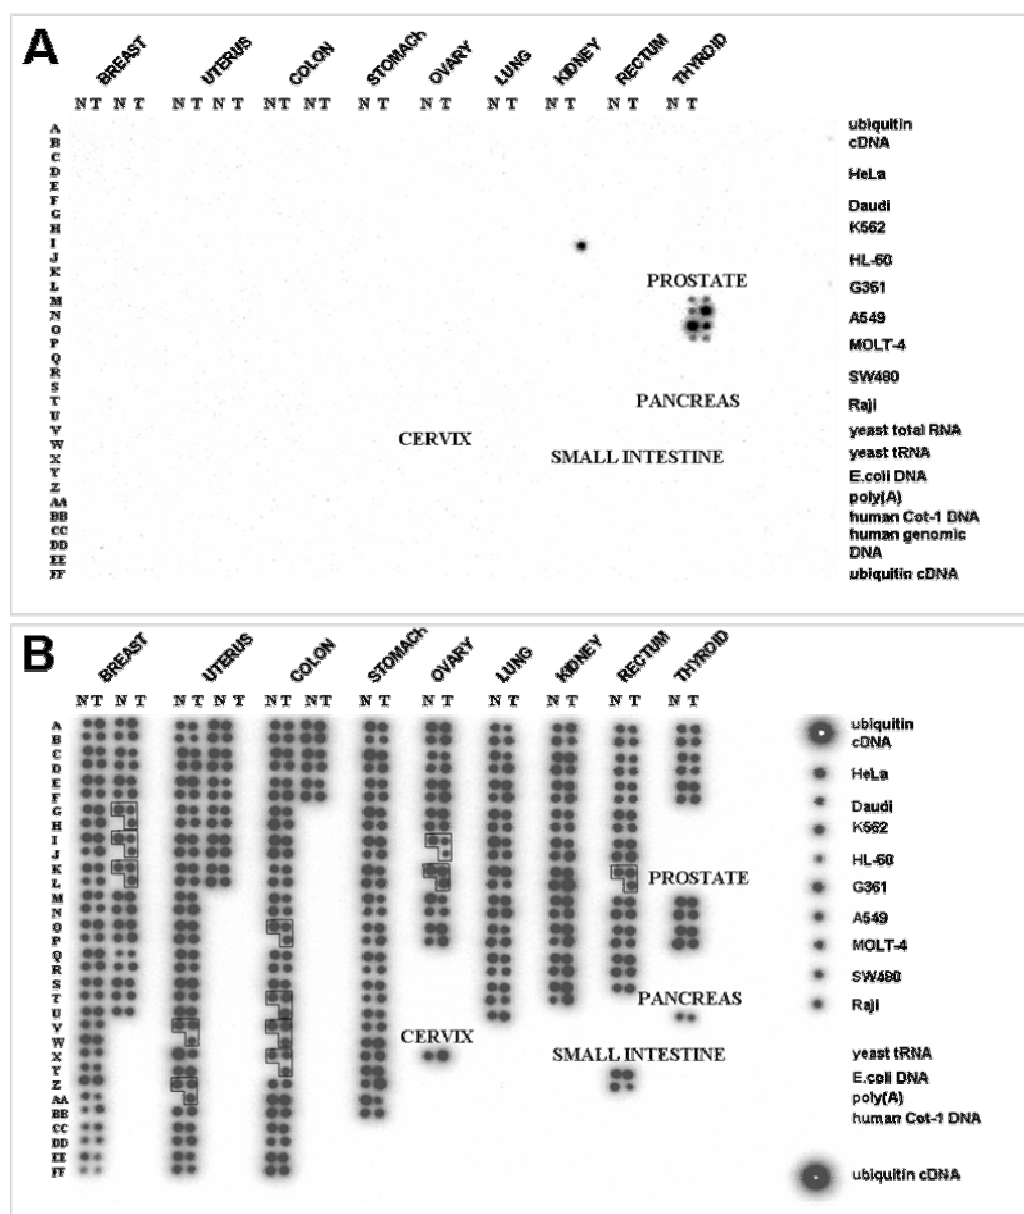 A
BREAST UTERUS COLON STOMACH OVARY LUNG KIDNEY RECTUM THYROID
N T N T N T N T N T N T N T N T N T N T N T N T
A
B
C
D
E
F
G
H
I
J
K
L
M
N
O
P
Q
R
S
T
U
V
W
X
Y
Z
AA
BB
CC
DD
EE
FF
PROSTATE
PANCREAS
CERVIX
SMALL INTESTINE
ubiquitin
cDNA
HeLa
Daudi
K562
HL-60
G361
A549
MOLT-4
SW480
Raji
yeast total RNA
yeast tRNA
E.coli DNA
poly(A)
human Cot-1 DNA
human genomic
DNA
ubiquitin cDNA
B
BREAST UTERUS COLON STOMACH OVARY LUNG KIDNEY RECTUM THYROID
N T N T N T N T N T N T N T N T N T N T N T N T
A
B
C
D
E
F
G
H
I
J
K
L
M
N
O
P
Q
R
S
T
U
V
W
X
Y
Z
AA
BB
CC
DD
EE
FF
PROSTATE
PANCREAS
CERVIX
SMALL INTESTINE
ubiquitin
cDNA
HeLa
Daudi
K562
HL-60
G361
A549
MOLT-4
SW480
Raji
yeast tRNA
E.coli DNA
poly(A)
human Cot-1 DNA
ubiquitin cDNA